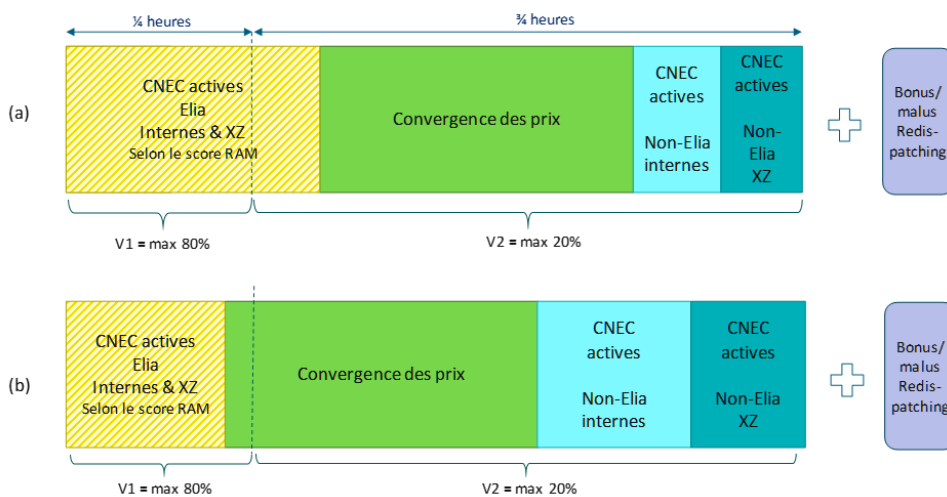 ¼ heures
¾ heures
(a)
CNEC actives
Elia
Internes & XZ
Selon le score RAM
Convergence des prix
CNEC
actives
Non-Elia
internes
CNEC
actives
Non-
Elia
XZ
Bonus/
malus
Redis-
patching
V1 = max 80%
V2 = max 20%
(b)
CNEC actives
Elia
Internes & XZ
Selon le score RAM
Convergence des prix
CNEC
actives
Non-Elia
internes
CNEC
actives
Non-Elia
XZ
Bonus/
malus
Redis-
patching
V1 = max 80%
V2 = max 20%